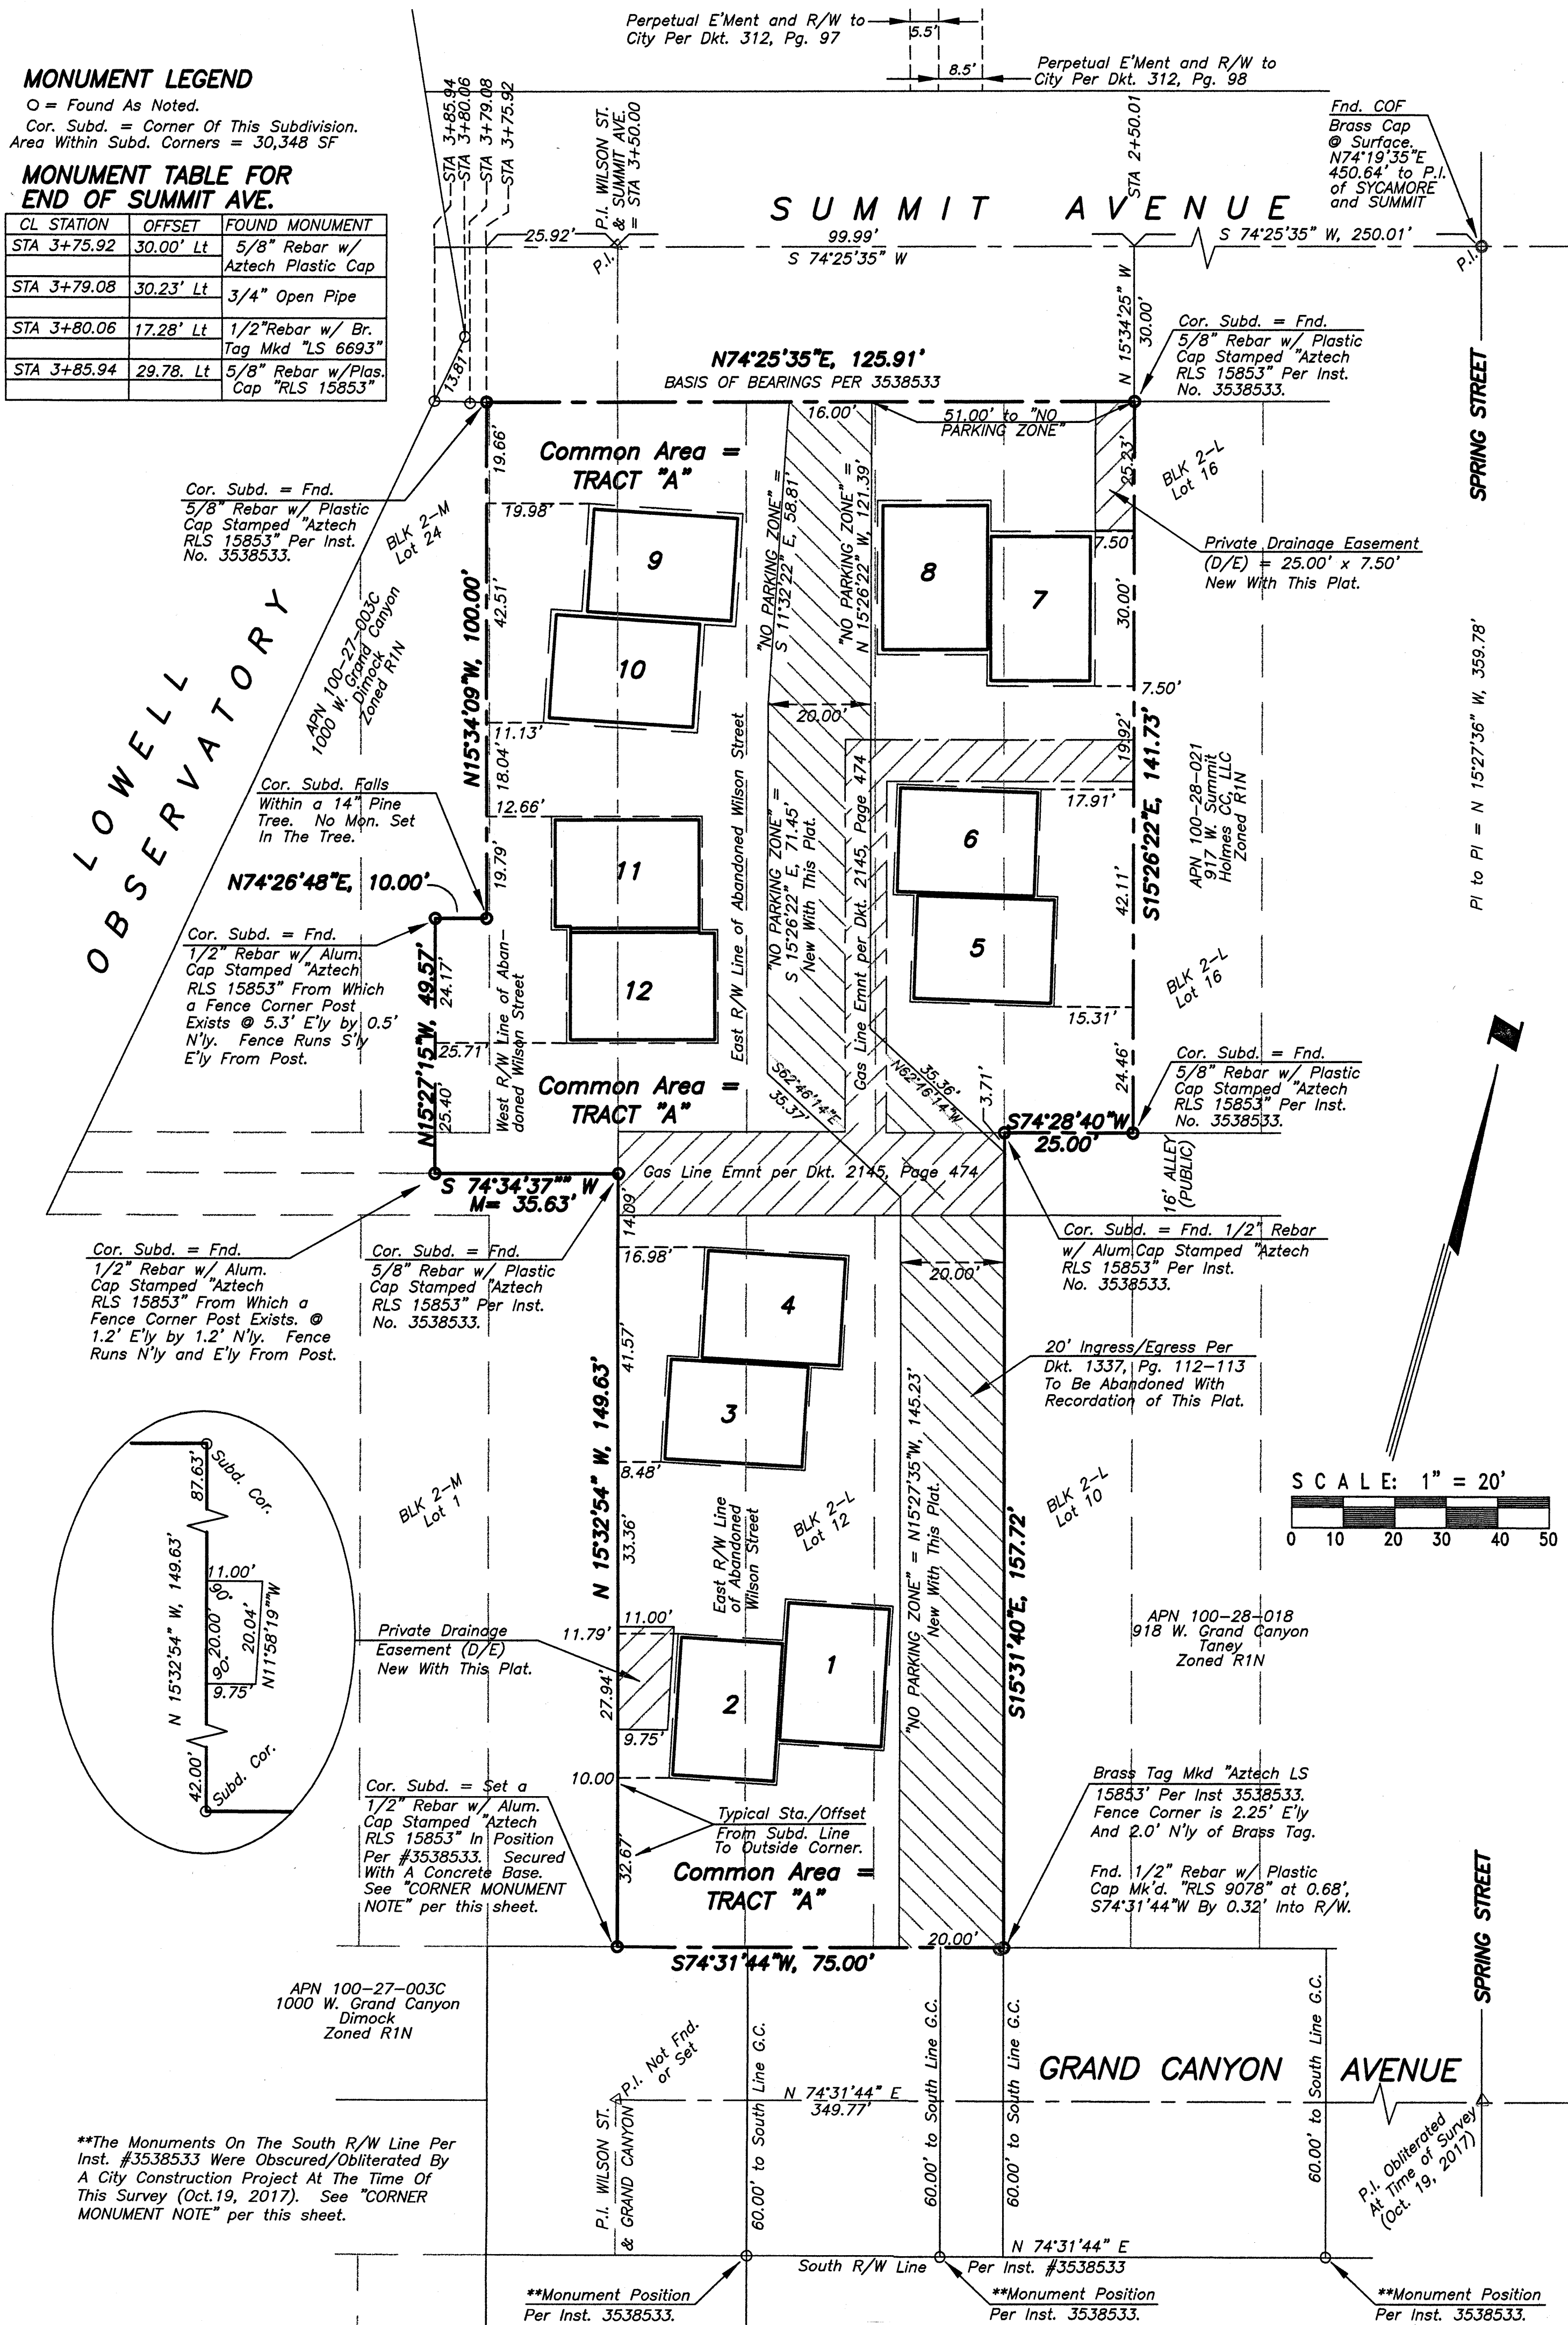 Perpetual E'Ment and R/W to
City Per Dkt. 312, Pg. 97
5.5'
8.5'
Perpetual E'Ment and R/W to
City Per Dkt. 312, Pg. 98
MONUMENT LEGEND
O = Found As Noted.
Cor. Subd. = Corner Of This Subdivision.
Area Within Subd. Corners = 30,348 SF
MONUMENT TABLE FOR
END OF SUMMIT AVE.
CL STATION OFFSET FOUND MONUMENT
STA 3+75.92 30.00' Lt 5/8" Rebar w/
Aztech Plastic Cap
STA 3+79.08 30.23' Lt 3/4" Open Pipe
STA 3+80.06 17.28' Lt 1/2"Rebar w/ Br.
Tag Mkd "LS 6693"
STA 3+85.94 29.78. Lt 5/8" Rebar w/Plas.
Cap "RLS 15853"
STA 3+85.94
STA 3+80.06
STA 3+79.08
STA 3+75.92
P.I. WILSON ST.
& SUMMIT AVE.
= STA 3+50.00
STA 2+50.01
Fnd. COF
Brass Cap
@ Surface.
N74°19'35"E
450.64' to P.I.
of SYCAMORE
and SUMMIT
SUMMIT AVENUE
25.92'
P.I.
99.99'
S 74°25'35" W
S 74°25'35" W, 250.01'
P.I.
N 15°34'25" W
30.00'
13.81'
N74°25'35"E, 125.91'
BASIS OF BEARINGS PER 3538533
Cor. Subd. = Fnd.
5/8" Rebar w/ Plastic
Cap Stamped "Aztech
RLS 15853" Per Inst.
No. 3538533.
SPRING STREET
16.00'
51.00' to "NO
PARKING ZONE"
Common Area =
TRACT "A"
19.66'
25.23'
BLK 2-L
Lot 16
Cor. Subd. = Fnd.
5/8" Rebar w/ Plastic
Cap Stamped "Aztech
RLS 15853" Per Inst.
No. 3538533.
BLK 2-M
Lot 24
19.98'
9
8
7
7.50'
Private Drainage Easement
(D/E) = 25.00' x 7.50'
New With This Plat.
"NO PARKING ZONE" =
S 11°32'22" E, 58.81'
"NO PARKING ZONE" =
N 15°26'22" W, 121.39'
N15°34'09"W, 100.00'
42.51'
30.00'
APN 100-27-003C
1000 W. Grand Canyon
Dimock
Zoned R1N
LOWELL
OBSERVATORY
10
7.50'
PI to PI = N 15°27'36" W, 359.78'
20.00'
11.13'
18.04'
19.92'
S15°26'22"E, 141.73'
APN 100-28-021
917 W. Summit
Holmes CC, LLC
Zoned R1N
Cor. Subd. Falls
Within a 14" Pine
Tree. No Mon. Set
In The Tree.
12.66'
17.91'
East R/W Line of Abandoned Wilson Street
"NO PARKING ZONE" =
S 15°26'22" E, 71.45'
New With This Plat.
Gas Line Emnt per Dkt. 2145, Page 474
6
11
19.79'
42.11'
N74°26'48"E, 10.00'
Cor. Subd. = Fnd.
1/2" Rebar w/ Alum.
Cap Stamped "Aztech
RLS 15853" From Which
a Fence Corner Post
Exists @ 5.3' E'ly by 0.5'
N'ly. Fence Runs S'ly
E'ly From Post.
N15°27'15"W, 49.57'
24.17'
12
5
BLK 2-L
Lot 16
15.31'
25.71'
West R/W Line of Aban-
doned Wilson Street
Common Area =
TRACT "A"
25.40'
S62°46'14"E
35.37'
35.36'
N62°46'14"W
3.71'
24.46'
Cor. Subd. = Fnd.
5/8" Rebar w/ Plastic
Cap Stamped "Aztech
RLS 15853" Per Inst.
No. 3538533.
S74°28'40"W
25.00'
16' ALLEY
(PUBLIC)
Gas Line Emnt per Dkt. 2145, Page 474
S 74°34'37"" W
M= 35.63'
14.09'
Cor. Subd. = Fnd. 1/2" Rebar
w/ Alum.Cap Stamped "Aztech
RLS 15853" Per Inst.
No. 3538533.
Cor. Subd. = Fnd.
1/2" Rebar w/ Alum.
Cap Stamped "Aztech
RLS 15853" From Which a
Fence Corner Post Exists. @
1.2' E'ly by 1.2' N'ly. Fence
Runs N'ly and E'ly From Post.
Cor. Subd. = Fnd.
5/8" Rebar w/ Plastic
Cap Stamped "Aztech
RLS 15853" Per Inst.
No. 3538533.
16.98'
4
20.00'
41.57'
20' Ingress/Egress Per
Dkt. 1337, Pg. 112-113
To Be Abandoned With
Recordation of This Plat.
3
8.48'
N 15°32'54" W, 149.63'
33.36'
"NO PARKING ZONE" = N15°27'35"W, 145.23'
New With This Plat.
S15°31'40"E, 157.72'
SCALE: 1" = 20'
0 10 20 30 40 50
BLK 2-M
Lot 1
BLK 2-L
Lot 12
BLK 2-L
Lot 10
East R/W Line
of Abandoned
Wilson Street
Subd. Cor.
87.63'
N 15°32'54" W, 149.63'
11.00'
90°
20.00'
20.04'
N11°58'19""W
90°
9.75'
42.00'
Subd. Cor.
11.00'
11.79'
Private Drainage
Easement (D/E)
New With This Plat.
27.94'
9.75'
1
2
APN 100-28-018
918 W. Grand Canyon
Taney
Zoned R1N
10.00
Typical Sta./Offset
From Subd. Line
To Outside Corner.
32.67'
Common Area =
TRACT "A"
Cor. Subd. = Set a
1/2" Rebar w/ Alum.
Cap Stamped "Aztech
RLS 15853" In Position
Per #3538533. Secured
With A Concrete Base.
See "CORNER MONUMENT
NOTE" per this sheet.
Brass Tag Mkd "Aztech LS
15853' Per Inst 3538533.
Fence Corner is 2.25' E'ly
And 2.0' N'ly of Brass Tag.
Fnd. 1/2" Rebar w/ Plastic
Cap Mk'd. "RLS 9078" at 0.68',
S74°31'44"W By 0.32' Into R/W.
SPRING STREET
20.00'
S74°31'44"W, 75.00'
APN 100-27-003C
1000 W. Grand Canyon
Dimock
Zoned R1N
P.I. Not Fnd.
or Set
P.I. WILSON ST.
& GRAND CANYON
60.00' to South Line G.C.
60.00' to South Line G.C.
60.00' to South Line G.C.
60.00' to South Line G.C.
GRAND CANYON AVENUE
N 74°31'44" E
349.77'
P.I. Obliterated
At Time of Survey
(Oct. 19, 2017)
**The Monuments On The South R/W Line Per
Inst. #3538533 Were Obscured/Obliterated By
A City Construction Project At The Time Of
This Survey (Oct.19, 2017). See "CORNER
MONUMENT NOTE" per this sheet.
N 74°31'44" E
South R/W Line Per Inst. #3538533
**Monument Position
Per Inst. 3538533.
**Monument Position
Per Inst. 3538533.
**Monument Position
Per Inst. 3538533.